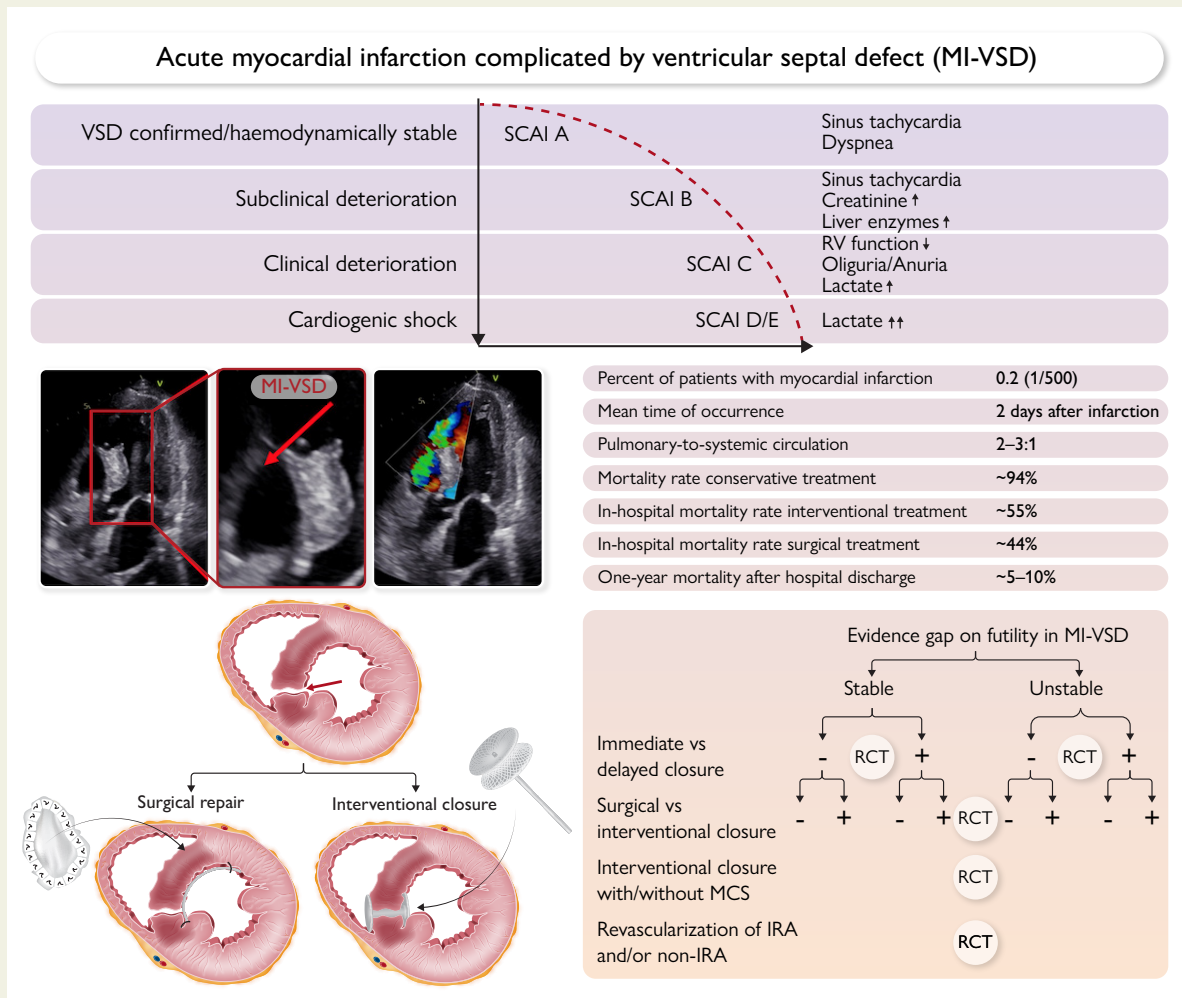 Acute myocardial infarction complicated by ventricular septal defect (MI-VSD)
VSD confirmed/haemodynamically stable
SCAI A
Sinus tachycardia
Dyspnea
Subclinical deterioration
SCAI B
Sinus tachycardia
Creatinine ↑
Liver enzymes ↑
Clinical deterioration
SCAI C
RV function ↓
Oliguria/Anuria
Lactate ↑
Cardiogenic shock
SCAI D/E
Lactate ↑↑
V
MI-VSD
V
Percent of patients with myocardial infarction 0.2 (1/500)
Mean time of occurrence 2 days after infarction
Pulmonary-to-systemic circulation 2–3:1
Mortality rate conservative treatment ~94%
In-hospital mortality rate interventional treatment ~55%
In-hospital mortality rate surgical treatment ~44%
One-year mortality after hospital discharge ~5–10%
Surgical repair
Interventional closure
Evidence gap on futility in MI-VSD
Stable Unstable
Immediate vs
delayed closure
- RCT + - RCT +
Surgical vs
interventional closure
- + - + RCT - + - +
Interventional closure
with/without MCS
RCT
Revascularization of IRA
and/or non-IRA
RCT